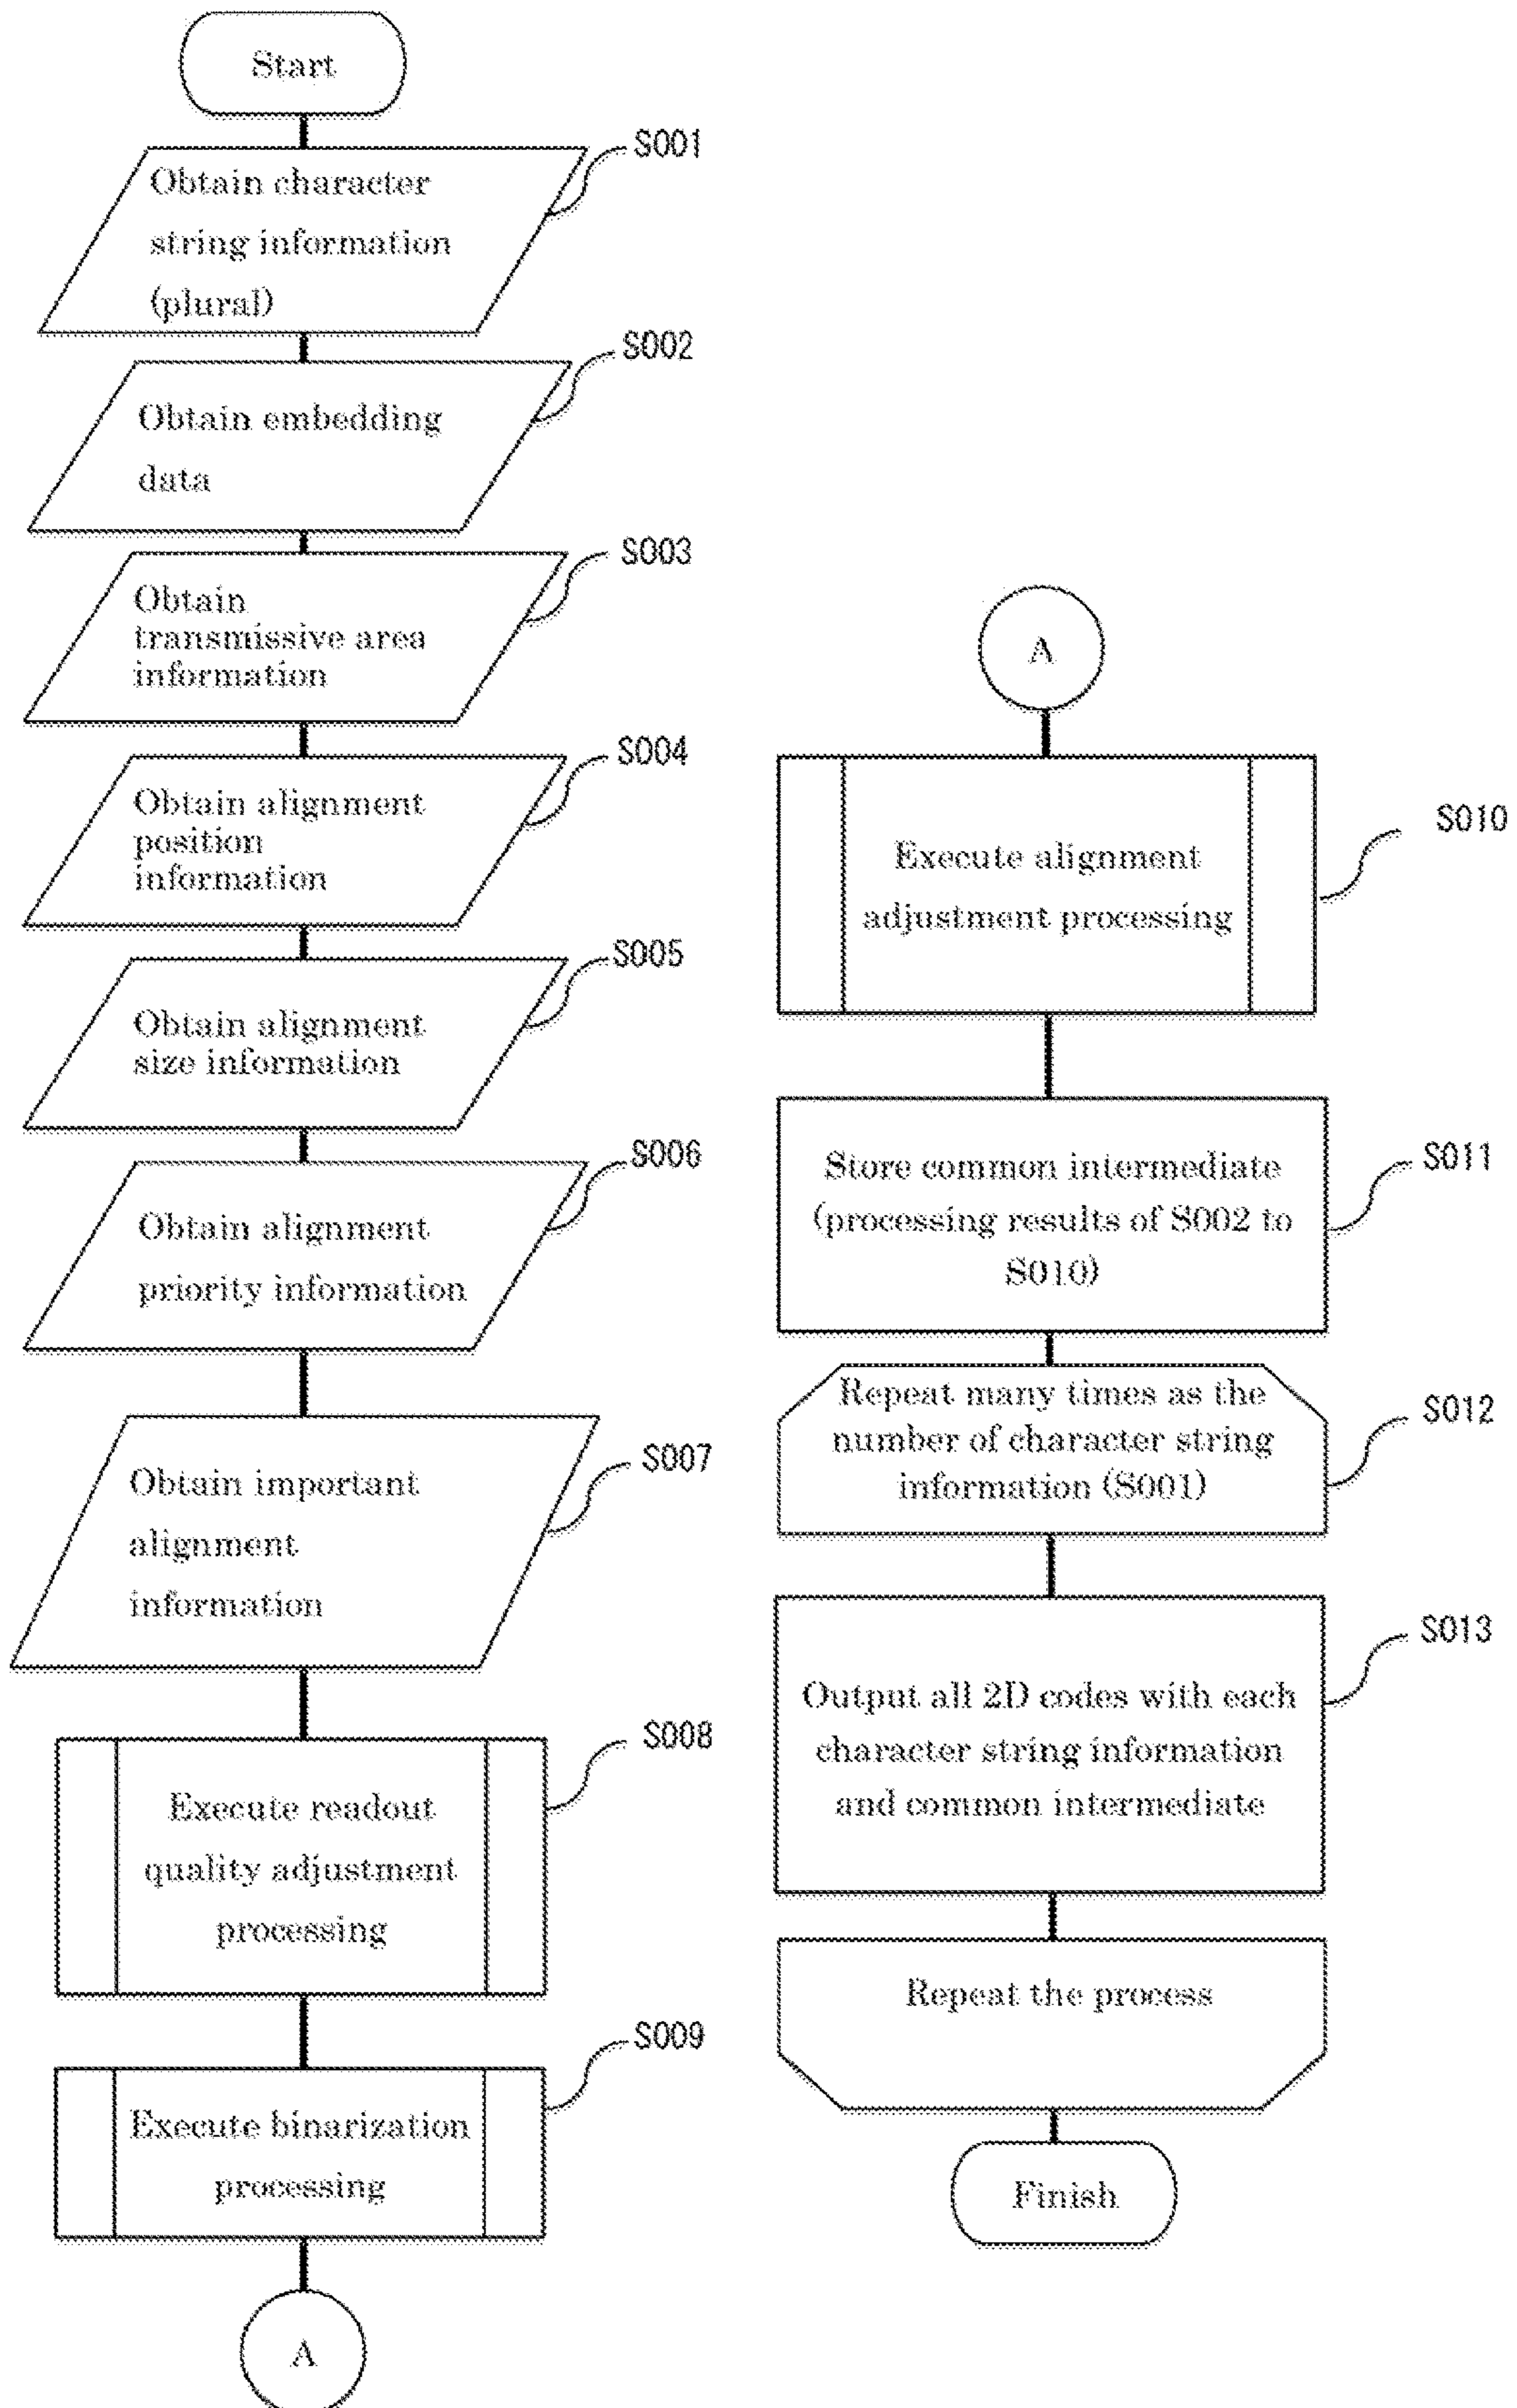 Start
S001
Obtain character
string information
(plural)
S002
Obtain embedding
data
S003
Obtain
transmissive area
information
S004
Obtain alignment
position
information
S005
Obtain alignment
size information
S006
Obtain alignment
priority information
S007
Obtain important
alignment
information
S008
Execute readout
quality adjustment
processing
S009
Execute binarization
processing
A
A
S010
Execute alignment
adjustment processing
S011
Store common intermediate
(processing results of S002 to
S010)
S012
Repeat many times as the
number of character string
information (S001)
S013
Output all 2D codes with each
character string information
and common intermediate
Repeat the process
Finish